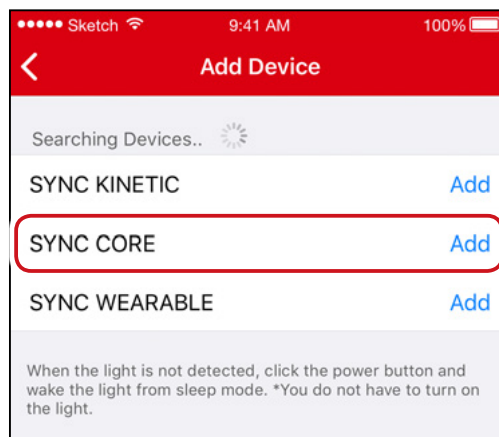 Sketch 9:41 AM 100%
Add Device
Searching Devices..
SYNC KINETIC Add
SYNC CORE Add
SYNC WEARABLE Add
When the light is not detected, click the power button and
wake the light from sleep mode. *You do not have to turn on
the light.